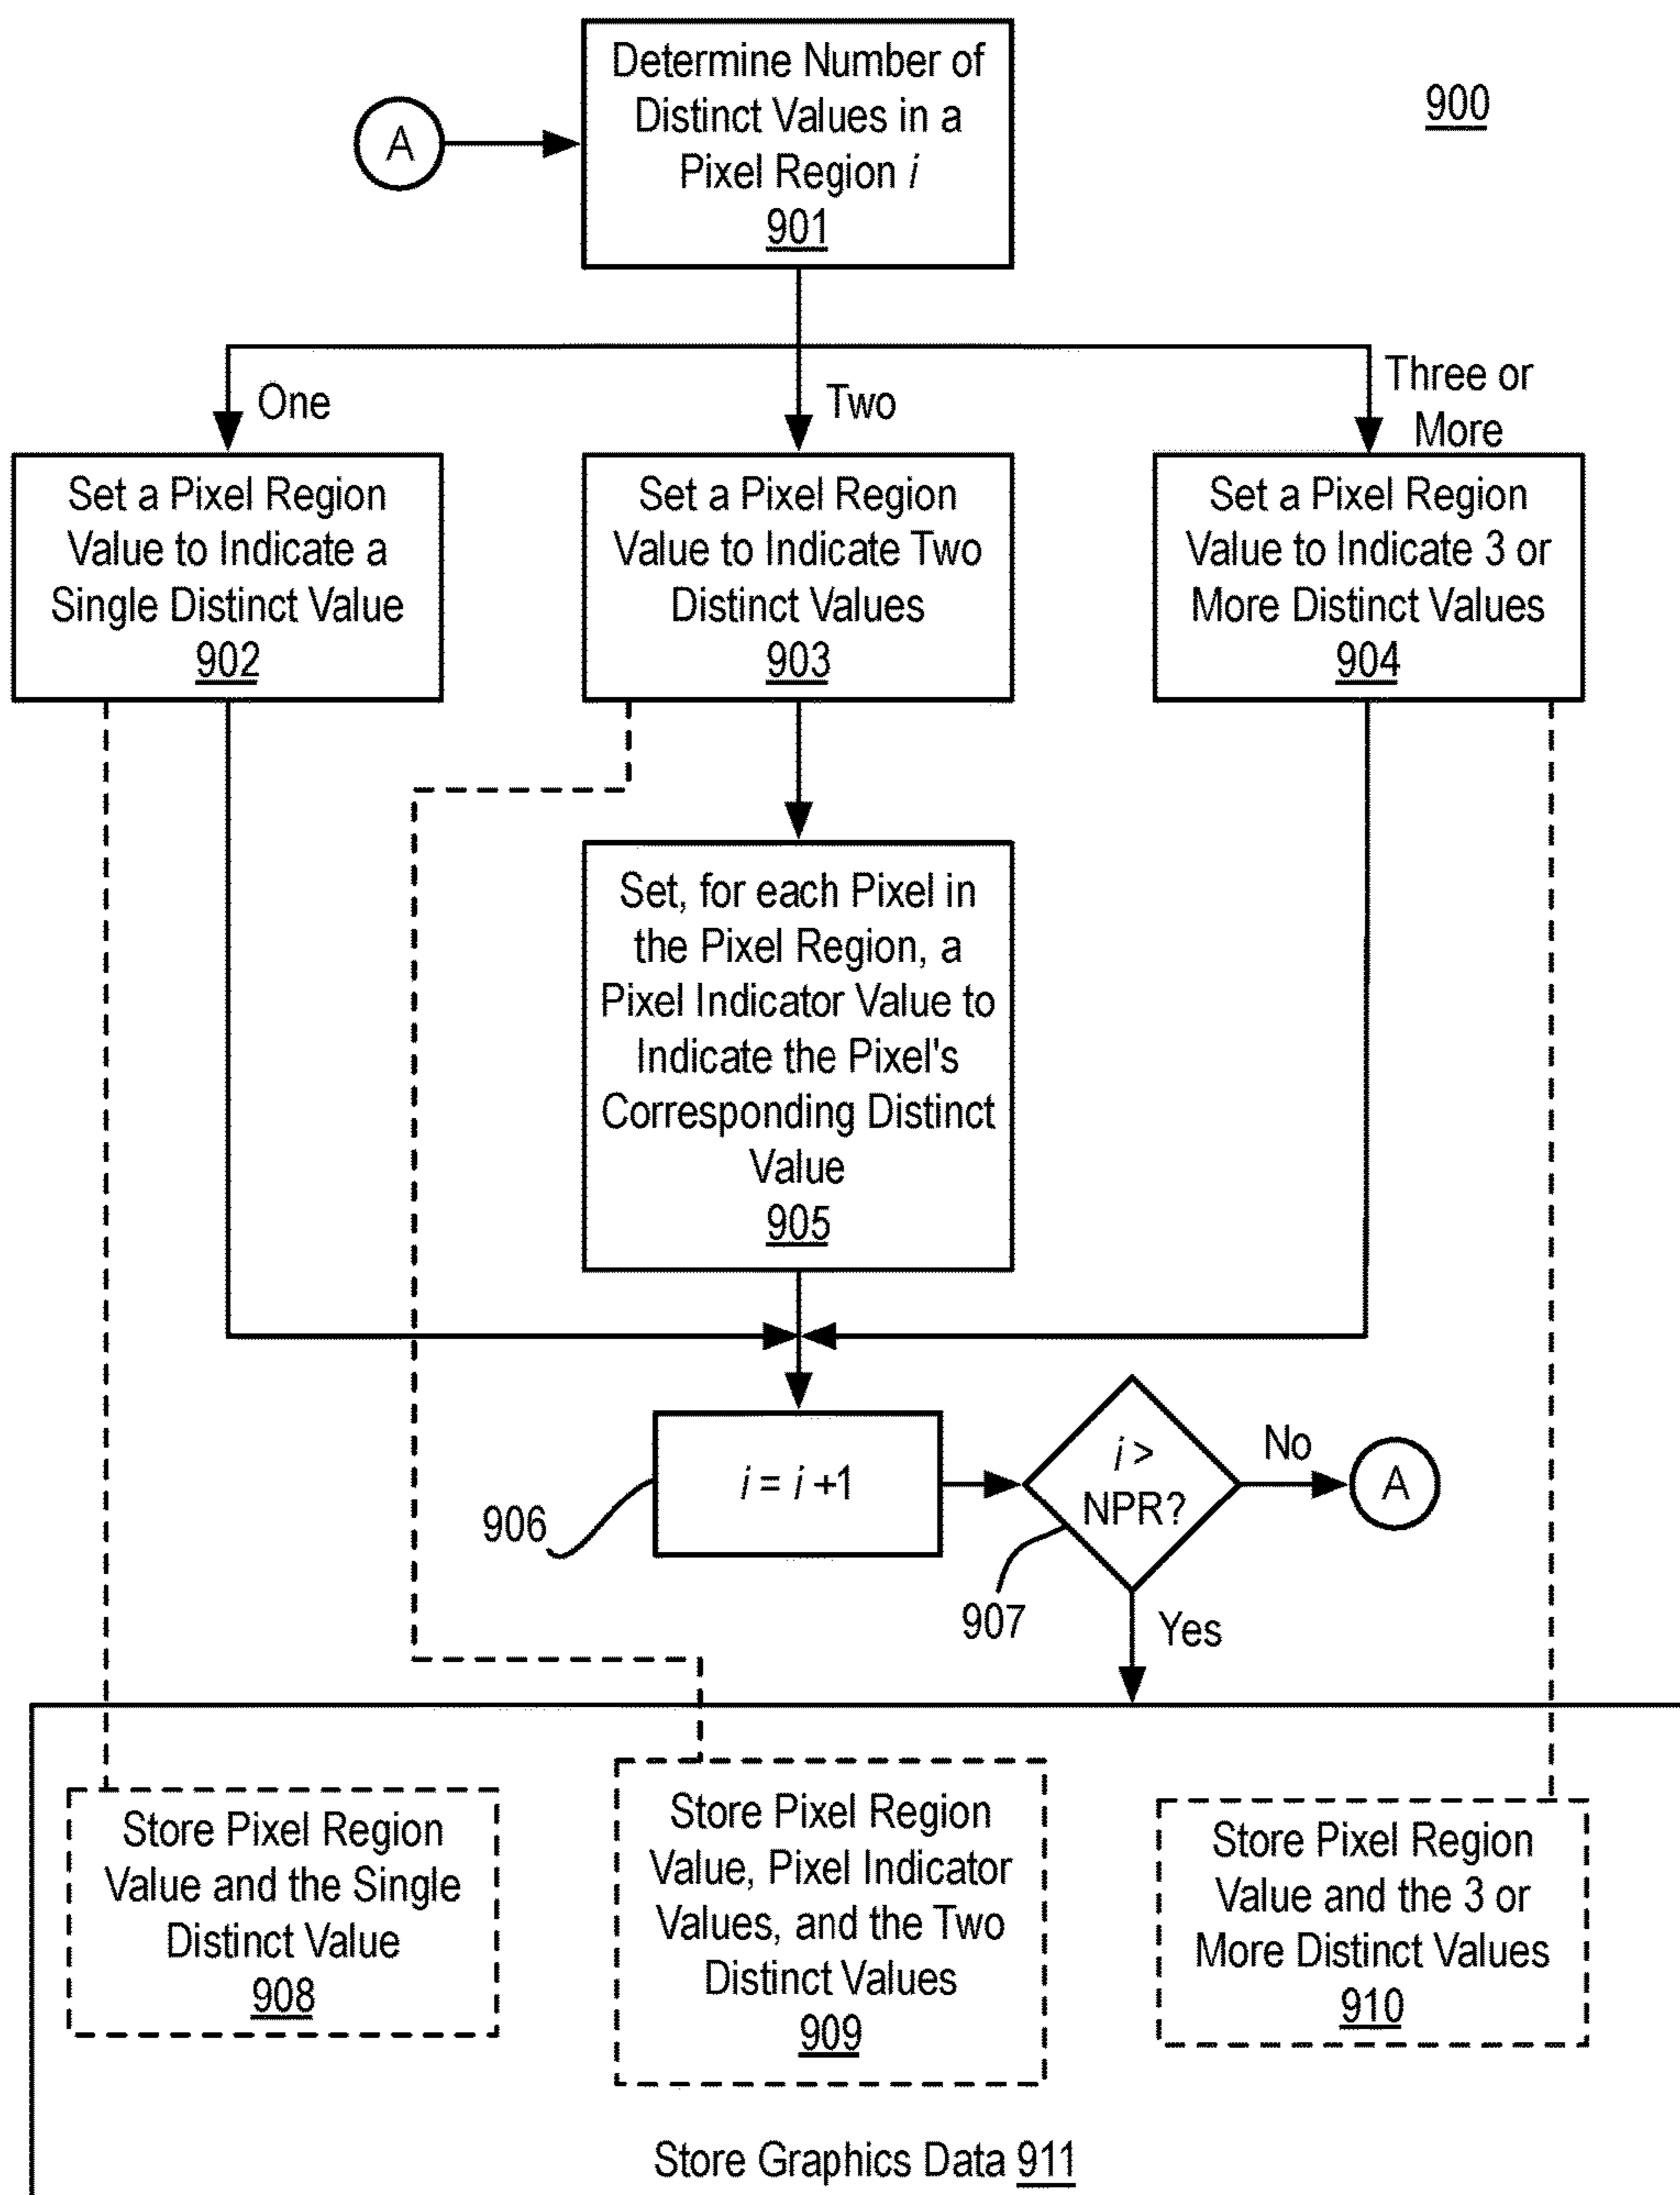 Determine Number of
Distinct Values in a
Pixel Region i
901
A
900
One
Two
Three or
More
Set a Pixel Region
Value to Indicate a
Single Distinct Value
902
Set a Pixel Region
Value to Indicate Two
Distinct Values
903
Set a Pixel Region
Value to Indicate 3 or
More Distinct Values
904
Set, for each Pixel in
the Pixel Region, a
Pixel Indicator Value to
Indicate the Pixel's
Corresponding Distinct
Value
905
i = i +1
906
i >
NPR?
907
No
A
Yes
Store Pixel Region
Value and the Single
Distinct Value
908
Store Pixel Region
Value, Pixel Indicator
Values, and the Two
Distinct Values
909
Store Pixel Region
Value and the 3 or
More Distinct Values
910
Store Graphics Data 911